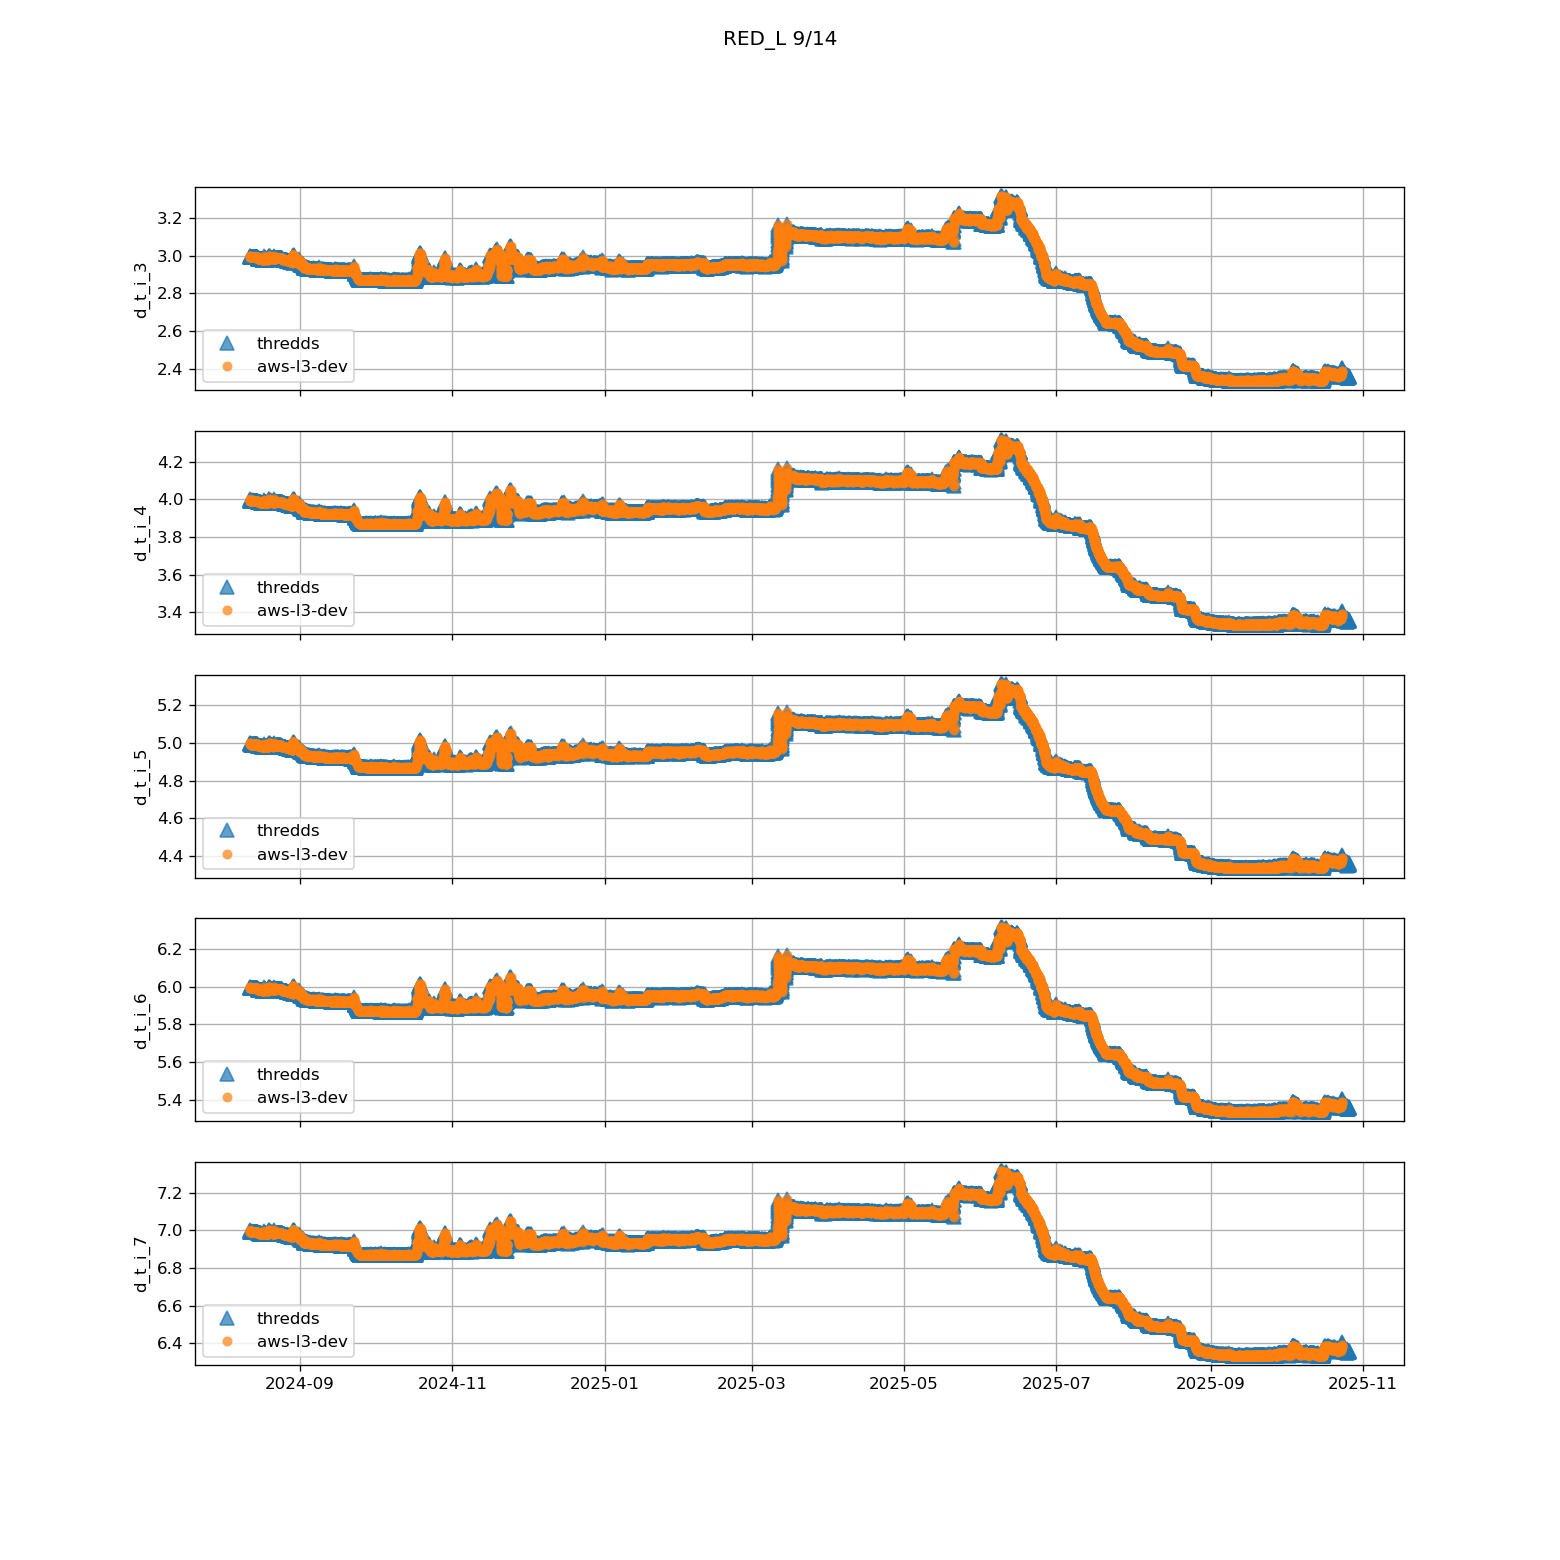 RED_L 9/14
3.2
3.0
2.8
2.6
2.4
d_t_i_3
thredds
aws-l3-dev
4.2
4.0
3.8
3.6
3.4
d_t_i_4
thredds
aws-l3-dev
5.2
5.0
4.8
4.6
4.4
d_t_i_5
thredds
aws-l3-dev
6.2
6.0
5.8
5.6
5.4
d_t_i_6
thredds
aws-l3-dev
7.2
7.0
6.8
6.6
6.4
d_t_i_7
thredds
aws-l3-dev
2024-09 2024-11 2025-01 2025-03 2025-05 2025-07 2025-09 2025-11